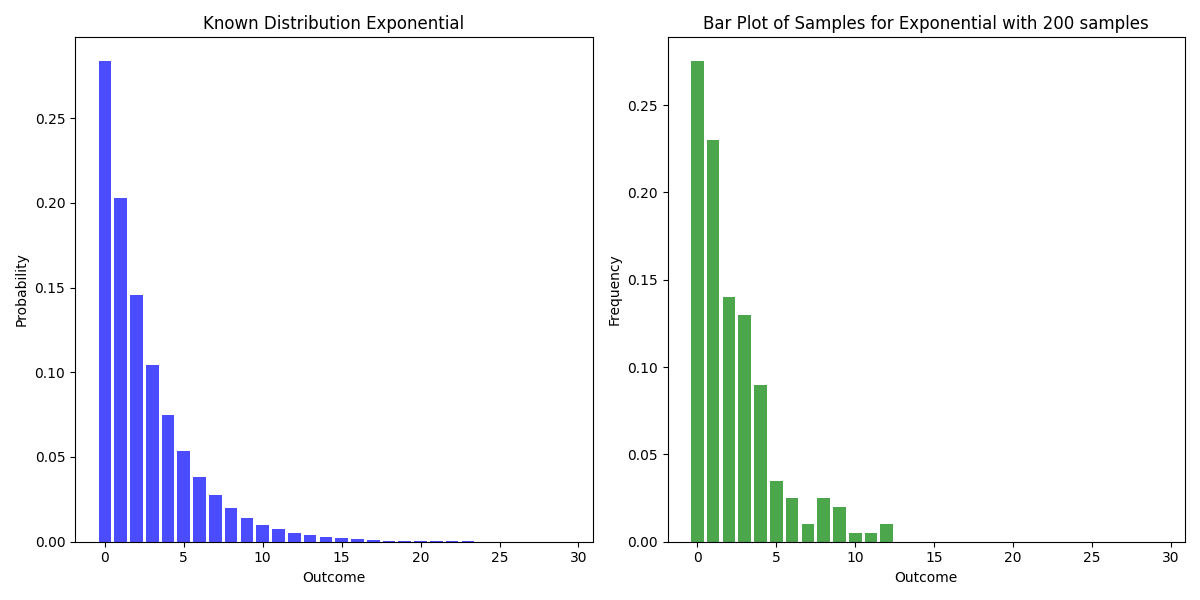 Known Distribution Exponential
0.25
0.20
0.15
0.10
0.05
0.00
Probability
0 5 10 15 20 25 30
Outcome
Bar Plot of Samples for Exponential with 200 samples
0.25
0.20
0.15
0.10
0.05
0.00
Frequency
0 5 10 15 20 25 30
Outcome